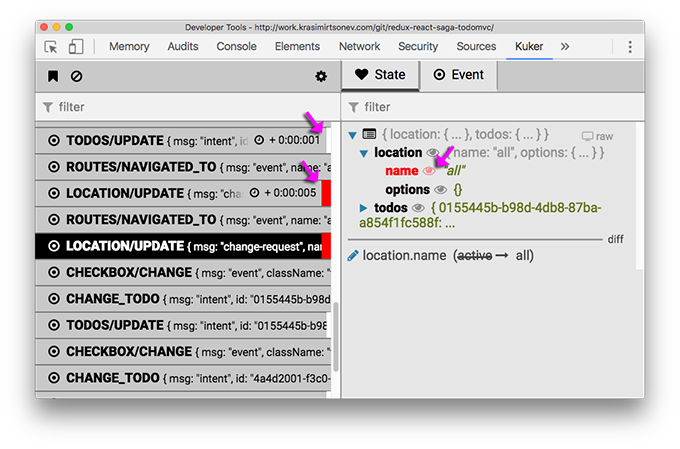 Developer Tools - http://work.krasimirtsonev.com/git/redux-react-saga-todomvc/
Memory Audits Console Elements Network Security Sources Kuker »
State Event
filter
filter
TODOS/UPDATE { msg: "intent", id + 0:00:001
ROUTES/NAVIGATED_TO { msg: "event", name: "a
LOCATION/UPDATE { msg: "cha + 0:00:005
ROUTES/NAVIGATED_TO { msg: "event", name: "a
LOCATION/UPDATE { msg: "change-request", nam
CHECKBOX/CHANGE { msg: "event", className: "
CHANGE_TODO { msg: "intent", id: "0155445b-b98d
TODOS/UPDATE { msg: "intent", id: "0155445b-b98
CHECKBOX/CHANGE { msg: "event", className: "
CHANGE_TODO { msg: "intent", id: "4a4d2001-f3c0-
{ location: { ... }, todos: { ... } } raw
location { name: "all", options: { ... } }
name "all"
options {}
todos { 0155445b-b98d-4db8-87ba-
a854f1fc588f: ...
diff
location.name (active → all)